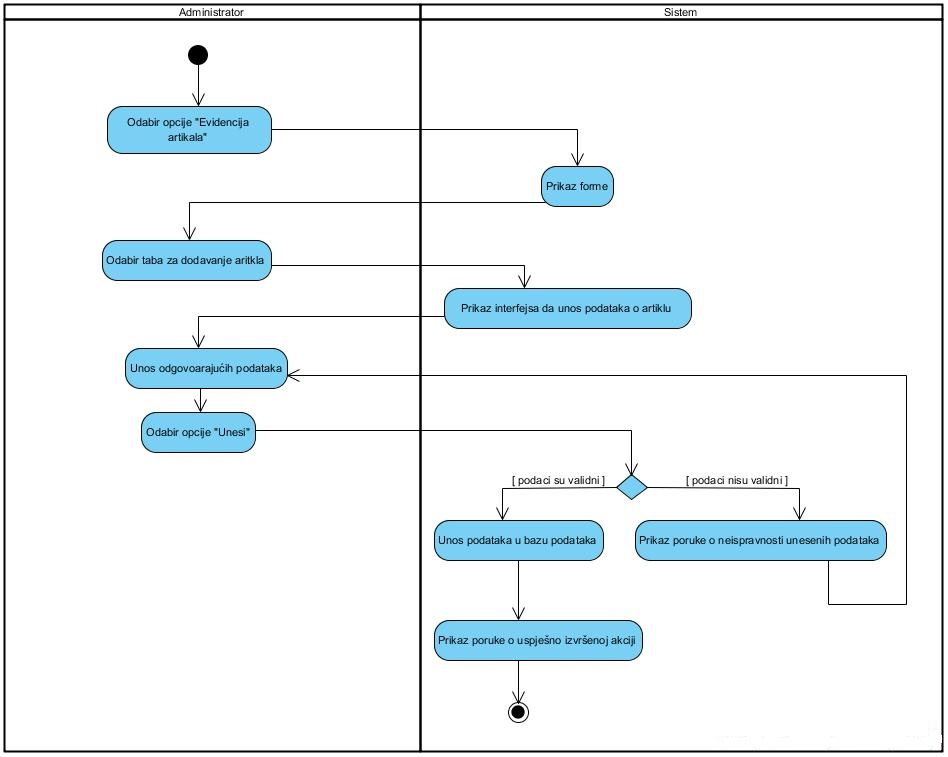 Administrator
Sistem
Odabir opcije "Evidencija
artikala"
Prikaz forme
Odabir taba za dodavanje aritkla
Prikaz interfejsa da unos podataka o artiklu
Unos odgovoarajućih podataka
Odabir opcije "Unesi"
[ podaci su validni ]
[ podaci nisu validni ]
Unos podataka u bazu podataka
Prikaz poruke o neispravnosti unesenih podataka
Prikaz poruke o uspješno izvršenoj akciji